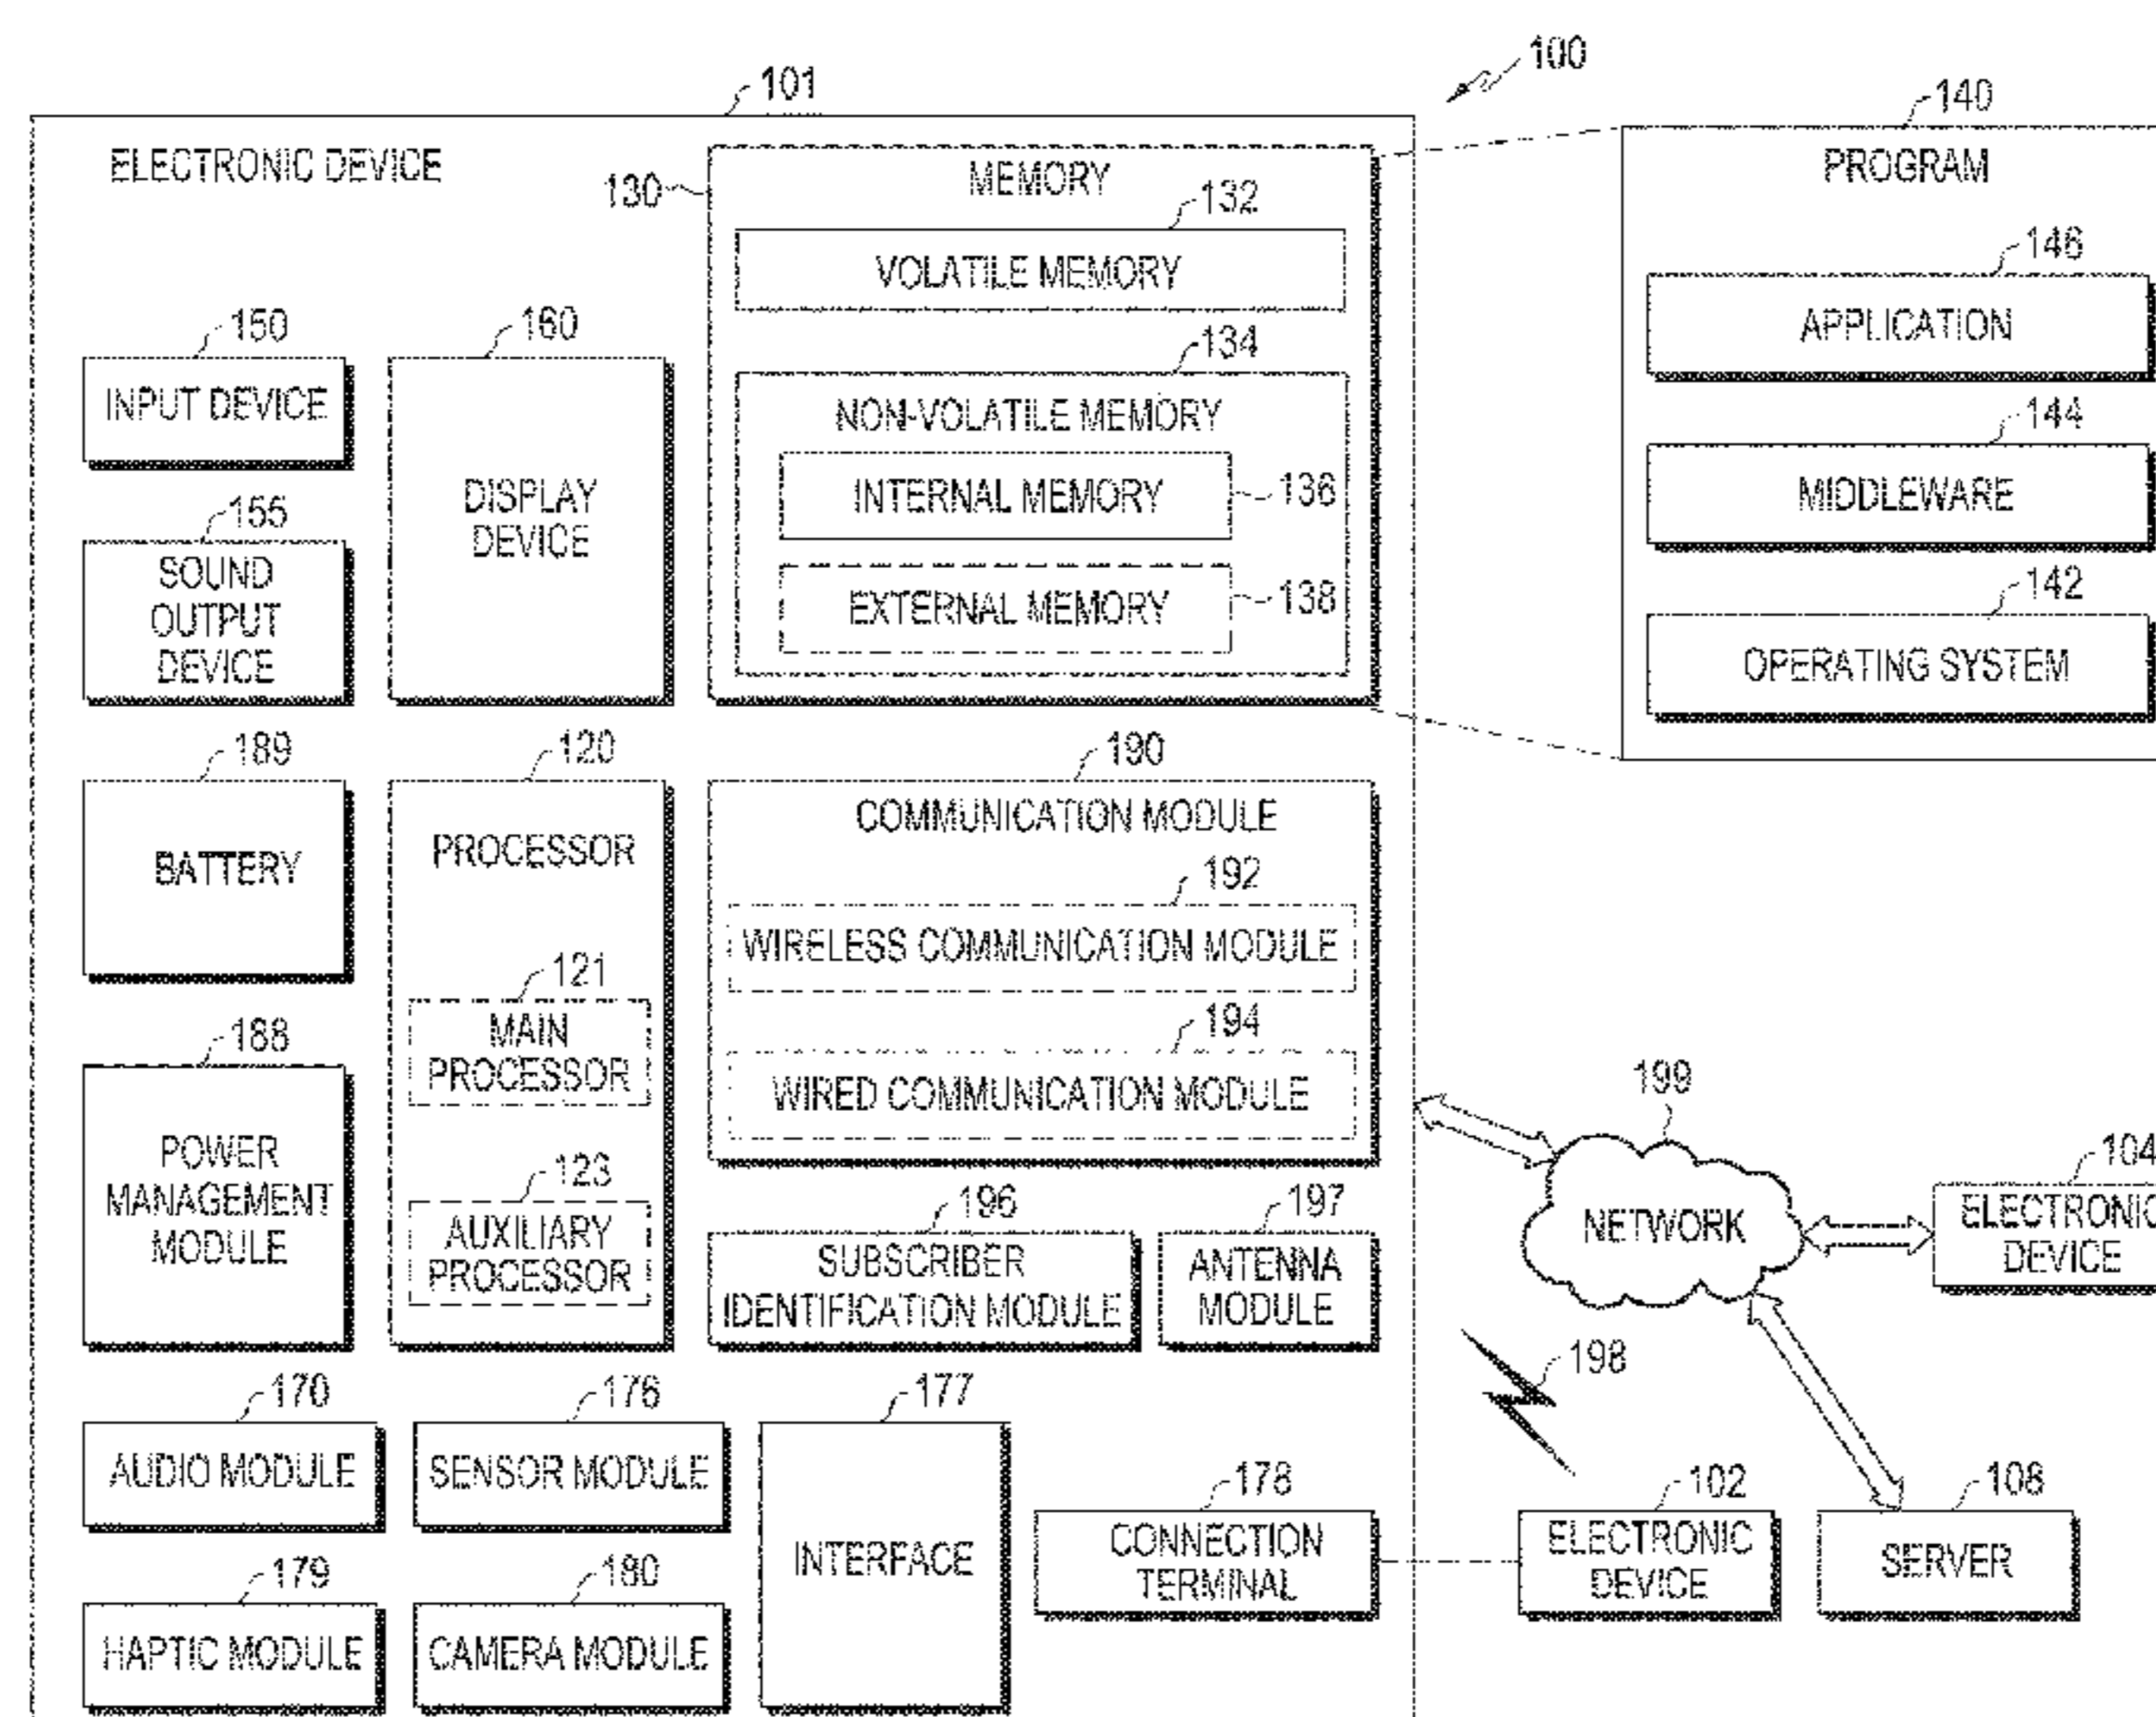 100
101
140
ELECTRONIC DEVICE
130
MEMORY
132
VOLATILE MEMORY
134
NON-VOLATILE MEMORY
INTERNAL MEMORY
136
EXTERNAL MEMORY
138
PROGRAM
146
APPLICATION
144
MIDDLEWARE
142
OPERATING SYSTEM
150
INPUT DEVICE
160
DISPLAY
DEVICE
155
SOUND
OUTPUT
DEVICE
189
BATTERY
120
PROCESSOR
121
MAIN
PROCESSOR
123
AUXILIARY
PROCESSOR
190
COMMUNICATION MODULE
192
WIRELESS COMMUNICATION MODULE
194
WIRED COMMUNICATION MODULE
188
POWER
MANAGEMENT
MODULE
196
SUBSCRIBER
IDENTIFICATION MODULE
197
ANTENNA
MODULE
199
NETWORK
104
ELECTRONIC
DEVICE
198
170
AUDIO MODULE
176
SENSOR MODULE
177
INTERFACE
178
CONNECTION
TERMINAL
102
ELECTRONIC
DEVICE
108
SERVER
179
HAPTIC MODULE
180
CAMERA MODULE